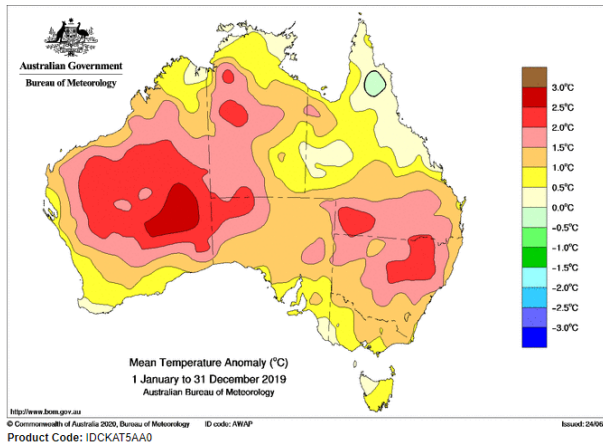 Australian Government
Bureau of Meteorology
3.0°C
2.5°C
2.0°C
1.5°C
1.0°C
0.5°C
0.0°C
-0.5°C
-1.0°C
-1.5°C
-2.0°C
-2.5°C
-3.0°C
Mean Temperature Anomaly (°C)
1 January to 31 December 2019
Australian Bureau of Meteorology
http://www.bom.gov.au
© Commonwealth of Australia 2020, Bureau of Meteorology ID code: AWAP Issued: 24/06
Product Code: IDCKAT5AA0